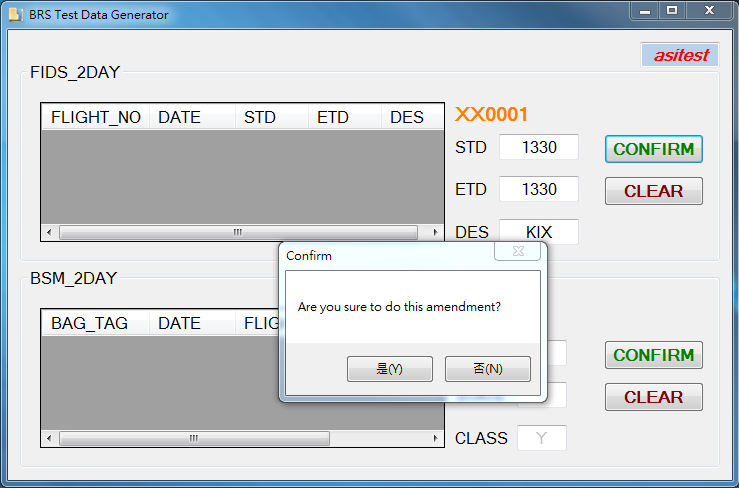 BRS Test Data Generator
asitest
FIDS_2DAY
FLIGHT_NO DATE STD ETD DES
XX0001
STD 1330 CONFIRM
ETD 1330 CLEAR
DES KIX
Confirm
Are you sure to do this amendment?
是(Y) 否(N)
BSM_2DAY
BAG_TAG DATE FLIG
CONFIRM
CLEAR
CLASS Y